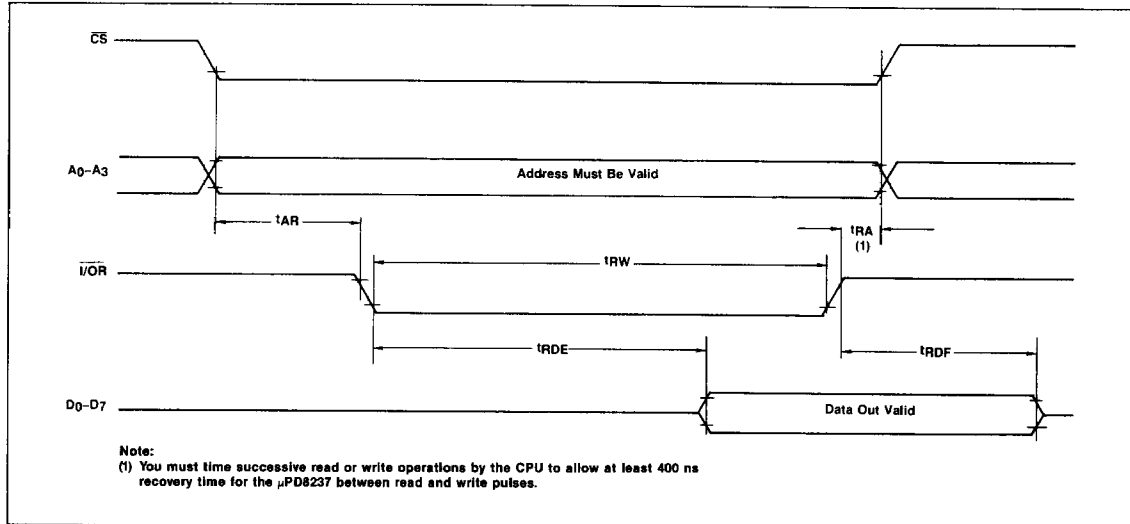 CS
A0–A3
Address Must Be Valid
tAR
tRA
(1)
I/OR
tRW
tRDE
tRDF
D0–D7
Data Out Valid
Note:
(1) You must time successive read or write operations by the CPU to allow at least 400 ns
recovery time for the µPD8237 between read and write pulses.